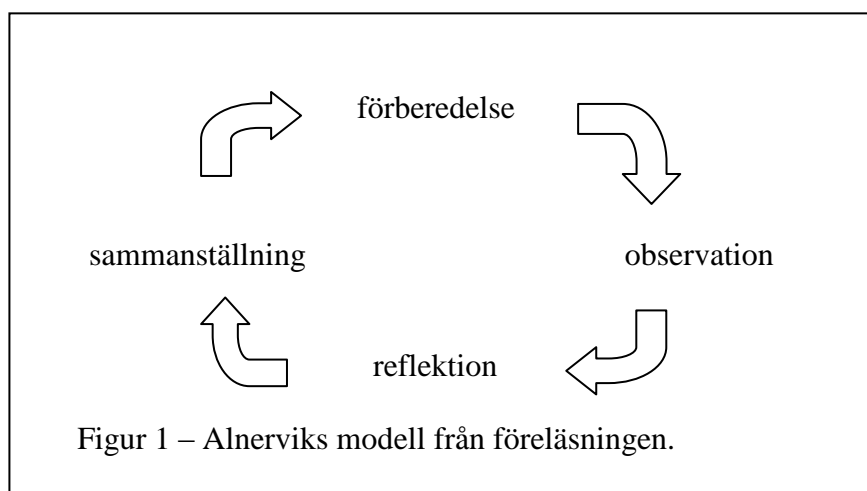 förberedelse
sammanställning observation
reflektion
Figur 1 – Alnerviks modell från föreläsningen.